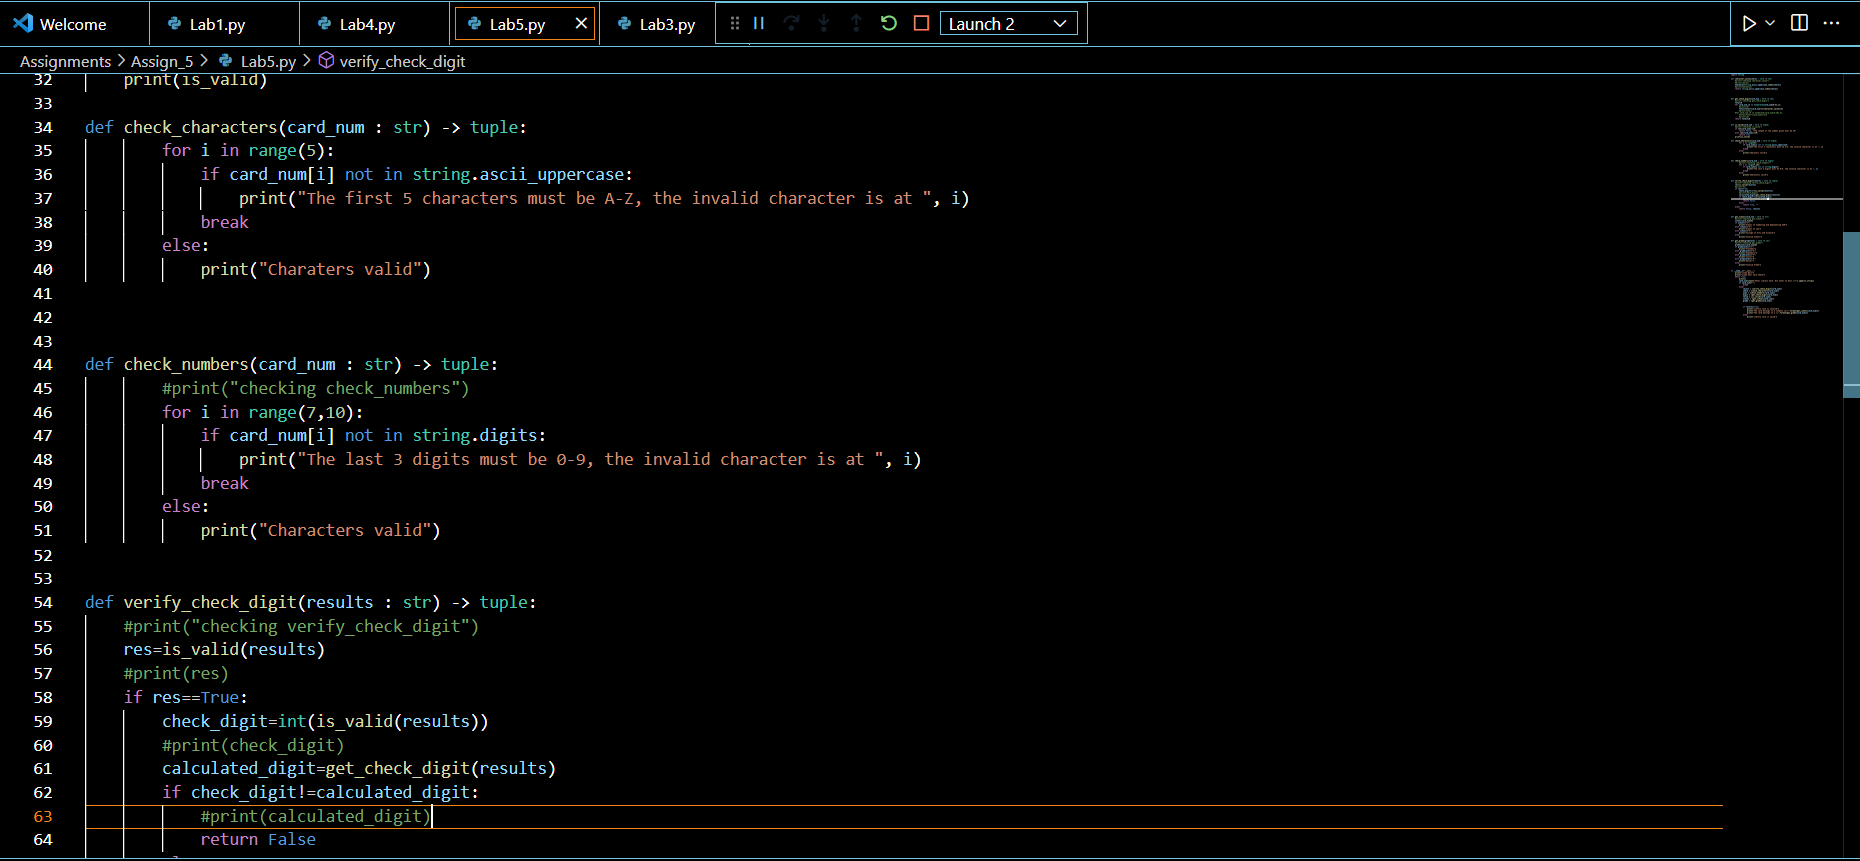 Welcome Lab1.py Lab4.py Lab5.py Lab3.py Launch 2
Assignments Assign_5 Lab5.py verify_check_digit
32 print(is_valid)
33
34 def check_characters(card_num : str) -> tuple:
35 for i in range(5):
36 if card_num[i] not in string.ascii_uppercase:
37 print("The first 5 characters must be A-Z, the invalid character is at ", i)
38 break
39 else:
40 print("Charaters valid")
41
42
43
44 def check_numbers(card_num : str) -> tuple:
45 #print("checking check_numbers")
46 for i in range(7,10):
47 if card_num[i] not in string.digits:
48 print("The last 3 digits must be 0-9, the invalid character is at ", i)
49 break
50 else:
51 print("Characters valid")
52
53
54 def verify_check_digit(results : str) -> tuple:
55 #print("checking verify_check_digit")
56 res=is_valid(results)
57 #print(res)
58 if res==True:
59 check_digit=int(is_valid(results))
60 #print(check_digit)
61 calculated_digit=get_check_digit(results)
62 if check_digit!=calculated_digit:
63 #print(calculated_digit)
64 return False